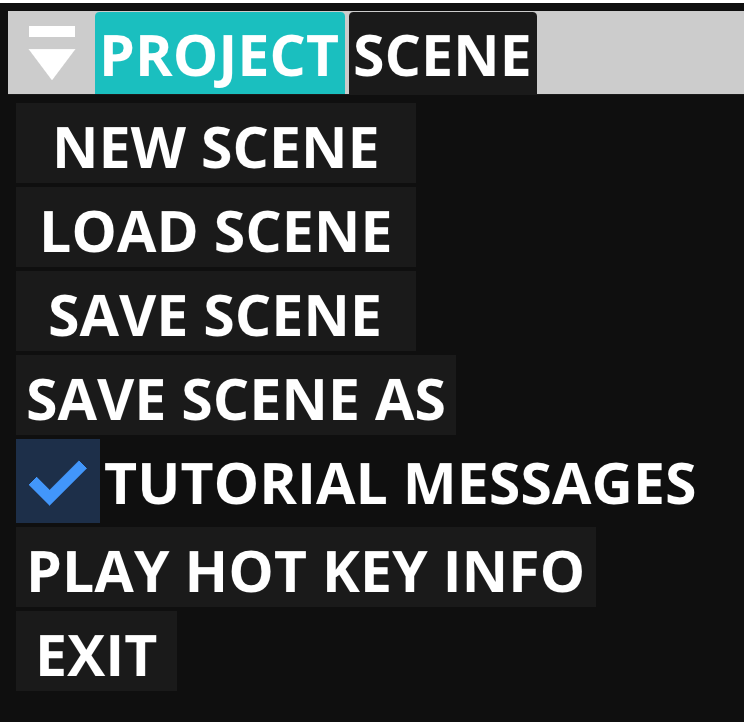 PROJECT SCENE
NEW SCENE
LOAD SCENE
SAVE SCENE
SAVE SCENE AS
TUTORIAL MESSAGES
PLAY HOT KEY INFO
EXIT